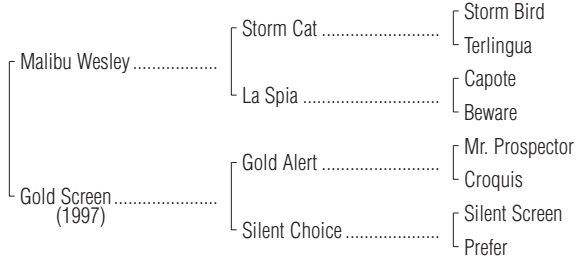 Storm Bird
Storm Cat ..........................
Terlingua
Malibu Wesley ..................
Capote
La Spia .............................
Beware
Mr. Prospector
Gold Alert .........................
Croquis
Gold Screen ......................
(1997)
Silent Screen
Silent Choice ....................
Prefer